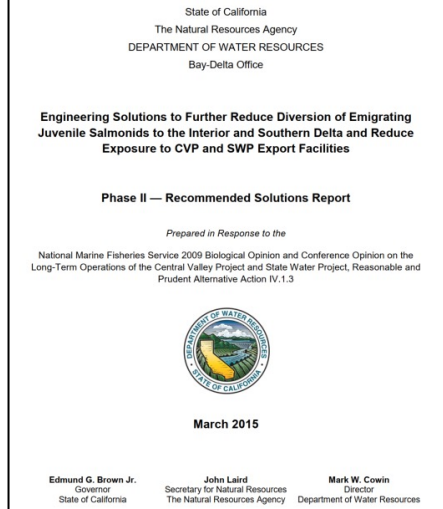 State of California
The Natural Resources Agency
DEPARTMENT OF WATER RESOURCES
Bay-Delta Office
Engineering Solutions to Further Reduce Diversion of Emigrating
Juvenile Salmonids to the Interior and Southern Delta and Reduce
Exposure to CVP and SWP Export Facilities
Phase II — Recommended Solutions Report
Prepared in Response to the
National Marine Fisheries Service 2009 Biological Opinion and Conference Opinion on the
Long-Term Operations of the Central Valley Project and State Water Project, Reasonable and
Prudent Alternative Action IV.1.3
DEPARTMENT OF WATER RESOURCES
STATE OF CALIFORNIA
March 2015
Edmund G. Brown Jr. John Laird Mark W. Cowin
Governor Secretary for Natural Resources Director
State of California The Natural Resources Agency Department of Water Resources